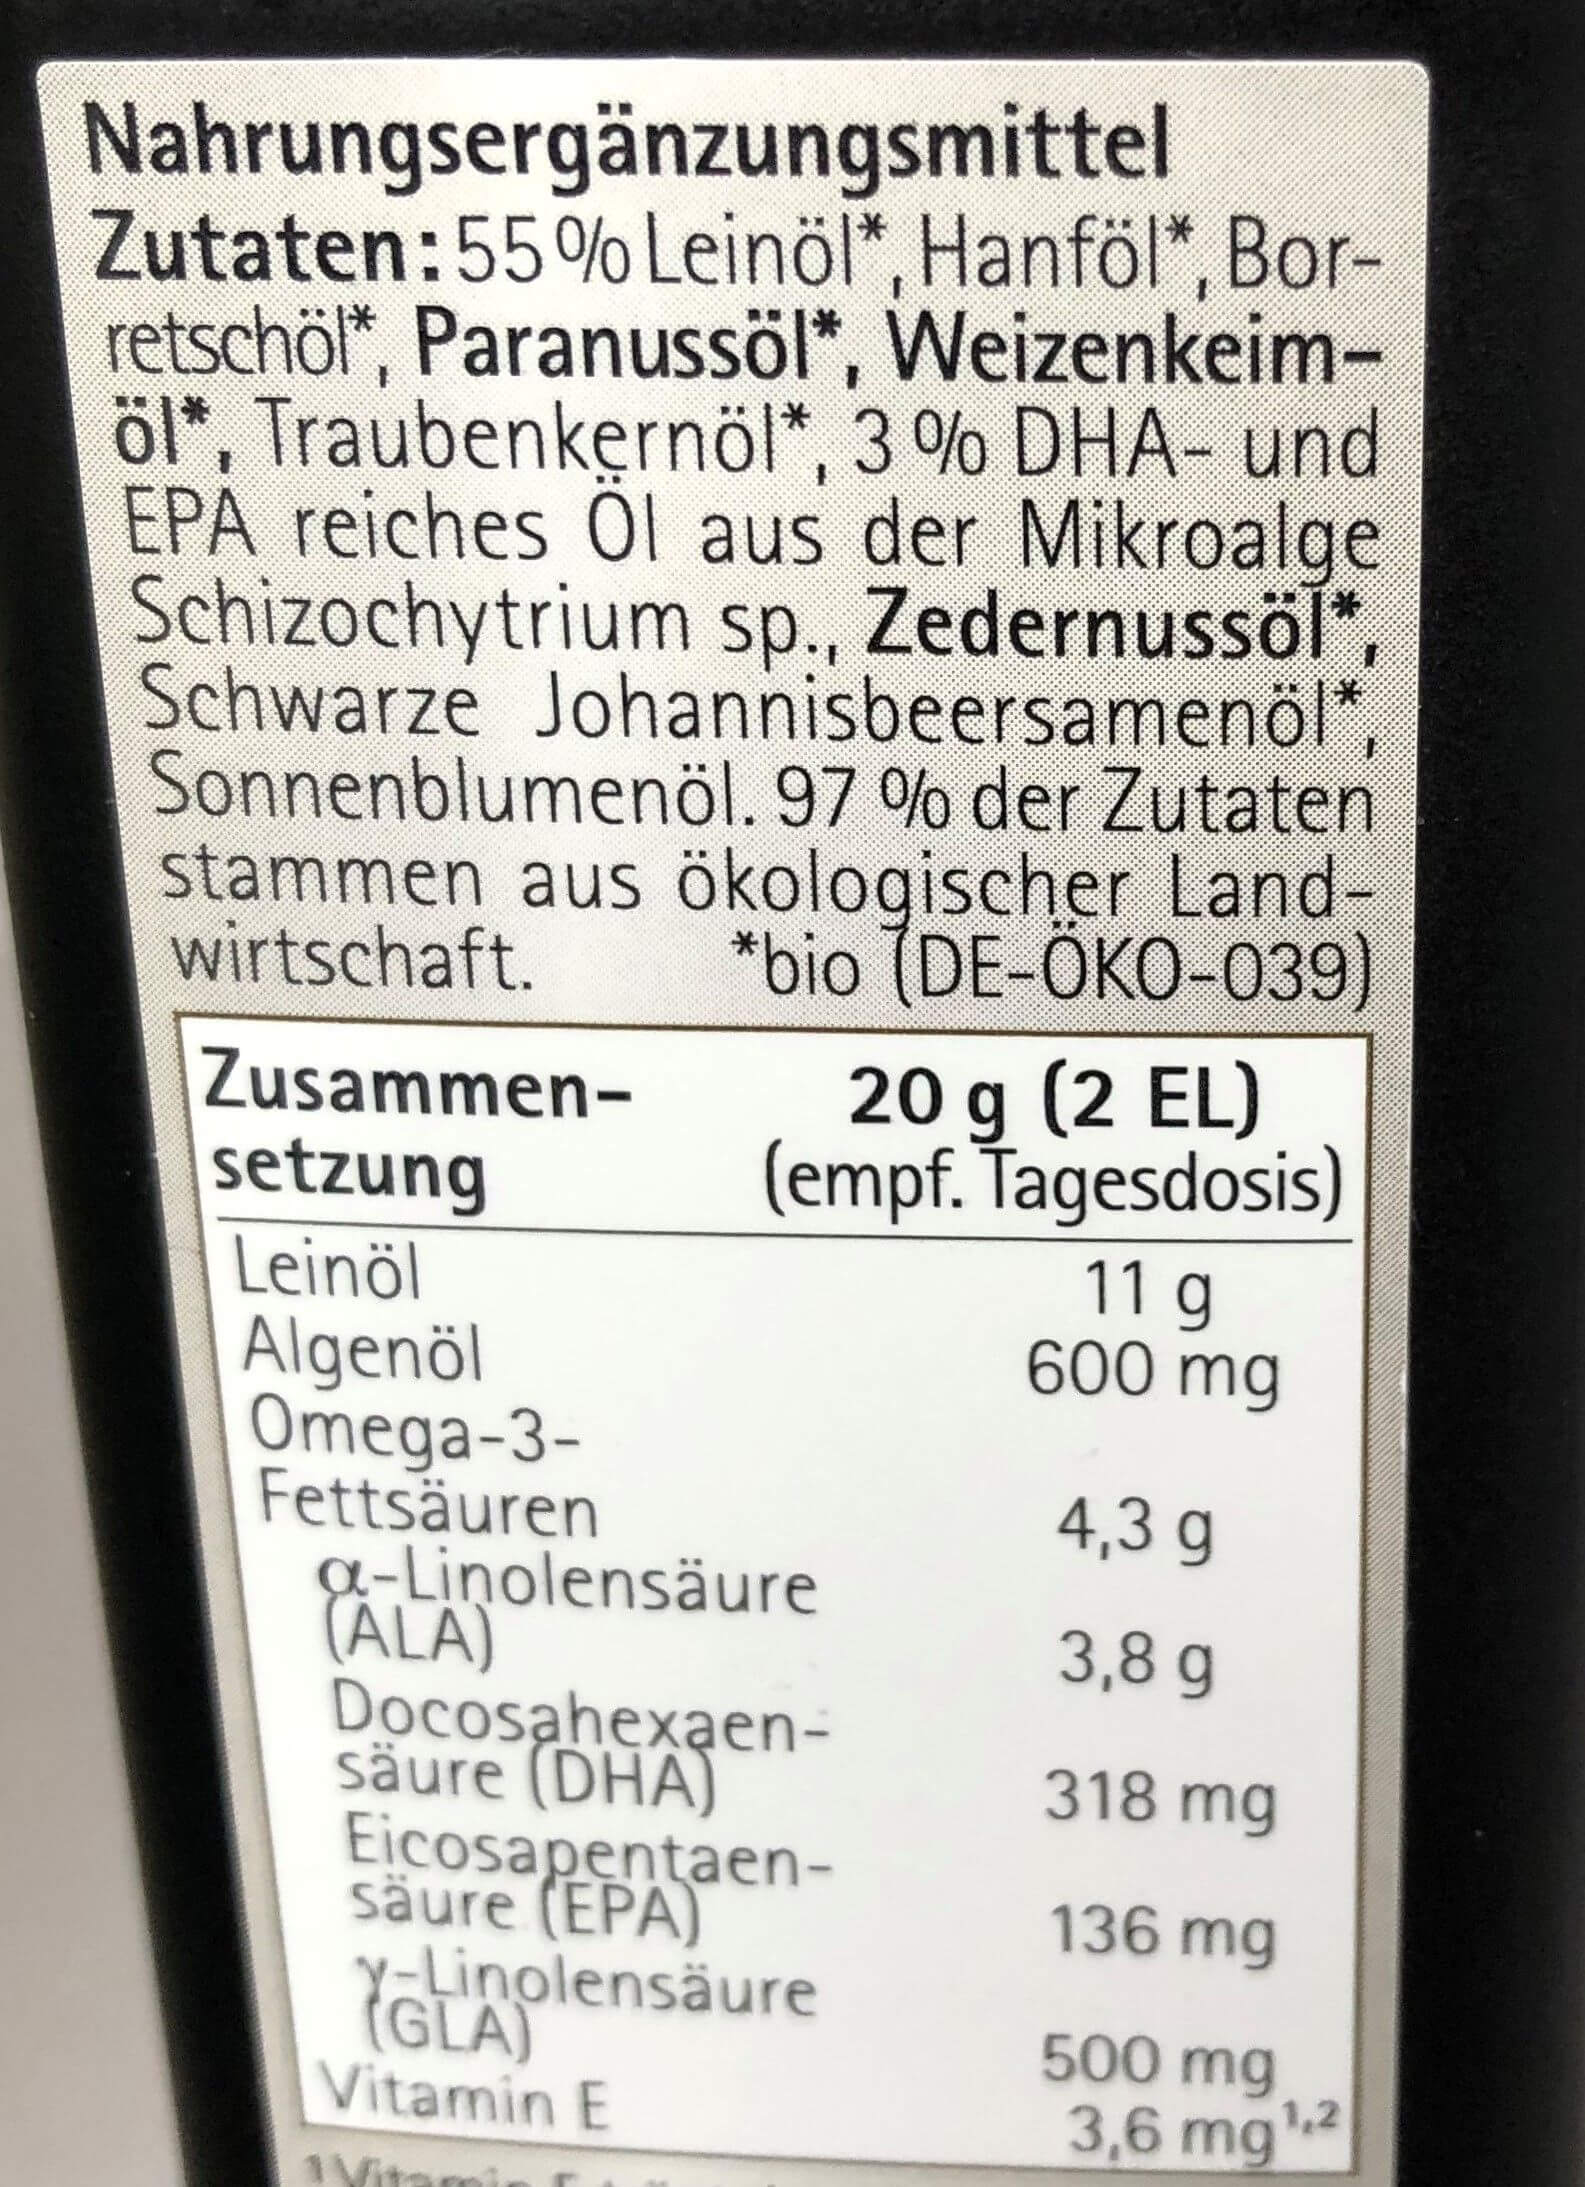 Nahrungsergänzungsmittel
Zutaten: 55 % Leinöl*, Hanföl*, Bor-
retschöl*, Paranussöl*, Weizenkeim-
öl*, Traubenkernöl*, 3 % DHA- und
EPA reiches Öl aus der Mikroalge
Schizochytrium sp., Zedernussöl*,
Schwarze Johannisbeersamenöl*,
Sonnenblumenöl. 97 % der Zutaten
stammen aus ökologischer Land-
wirtschaft. *bio (DE-ÖKO-039)
Zusammen- 20 g (2 EL)
setzung (empf. Tagesdosis)
Leinöl 11 g
Algenöl 600 mg
Omega-3-
Fettsäuren 4,3 g
α-Linolensäure
(ALA) 3,8 g
Docosahexaen-
säure (DHA) 318 mg
Eicosapentaen-
säure (EPA) 136 mg
γ-Linolensäure
(GLA) 500 mg
Vitamin E 3,6 mg1,2
1 Vitamin E